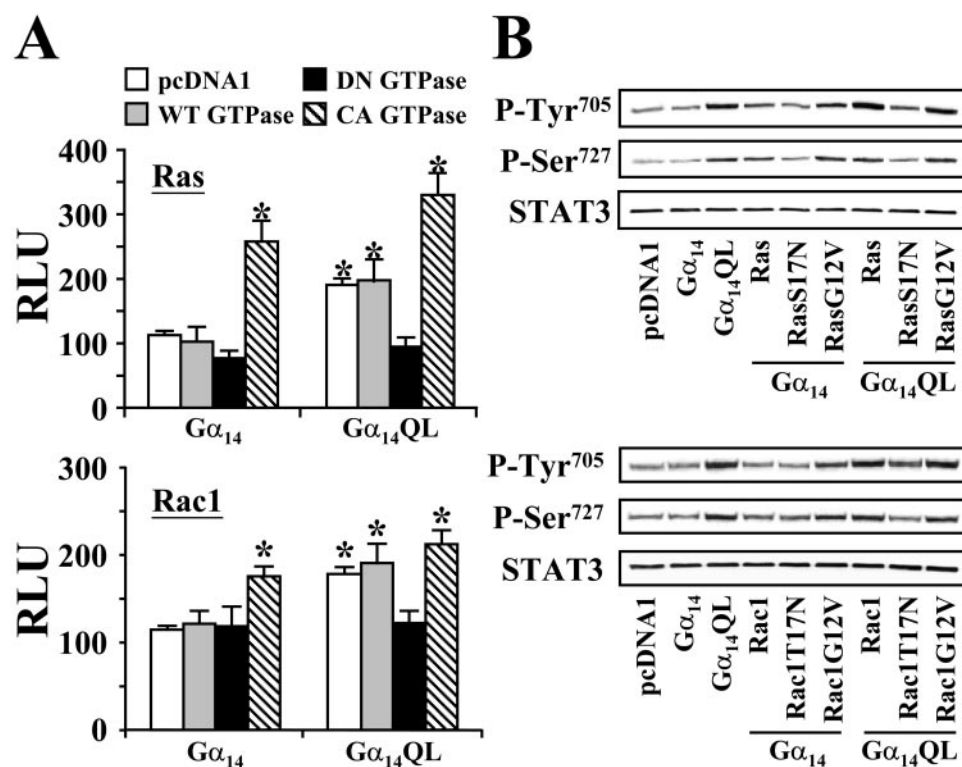 A
pcDNA1
DN GTPase
WT GTPase
CA GTPase
RLU
400
300
200
100
0
Ras
*
*
*
*
Gα14
Gα14QL
RLU
300
200
100
0
Rac1
*
*
*
*
Gα14
Gα14QL
B
P-Tyr705
P-Ser727
STAT3
pcDNA1
Gα14
Gα14QL
Ras
RasS17N
RasG12V
Ras
RasS17N
RasG12V
Gα14
Gα14QL
P-Tyr705
P-Ser727
STAT3
pcDNA1
Gα14
Gα14QL
Rac1
Rac1T17N
Rac1G12V
Rac1
Rac1T17N
Rac1G12V
Gα14
Gα14QL